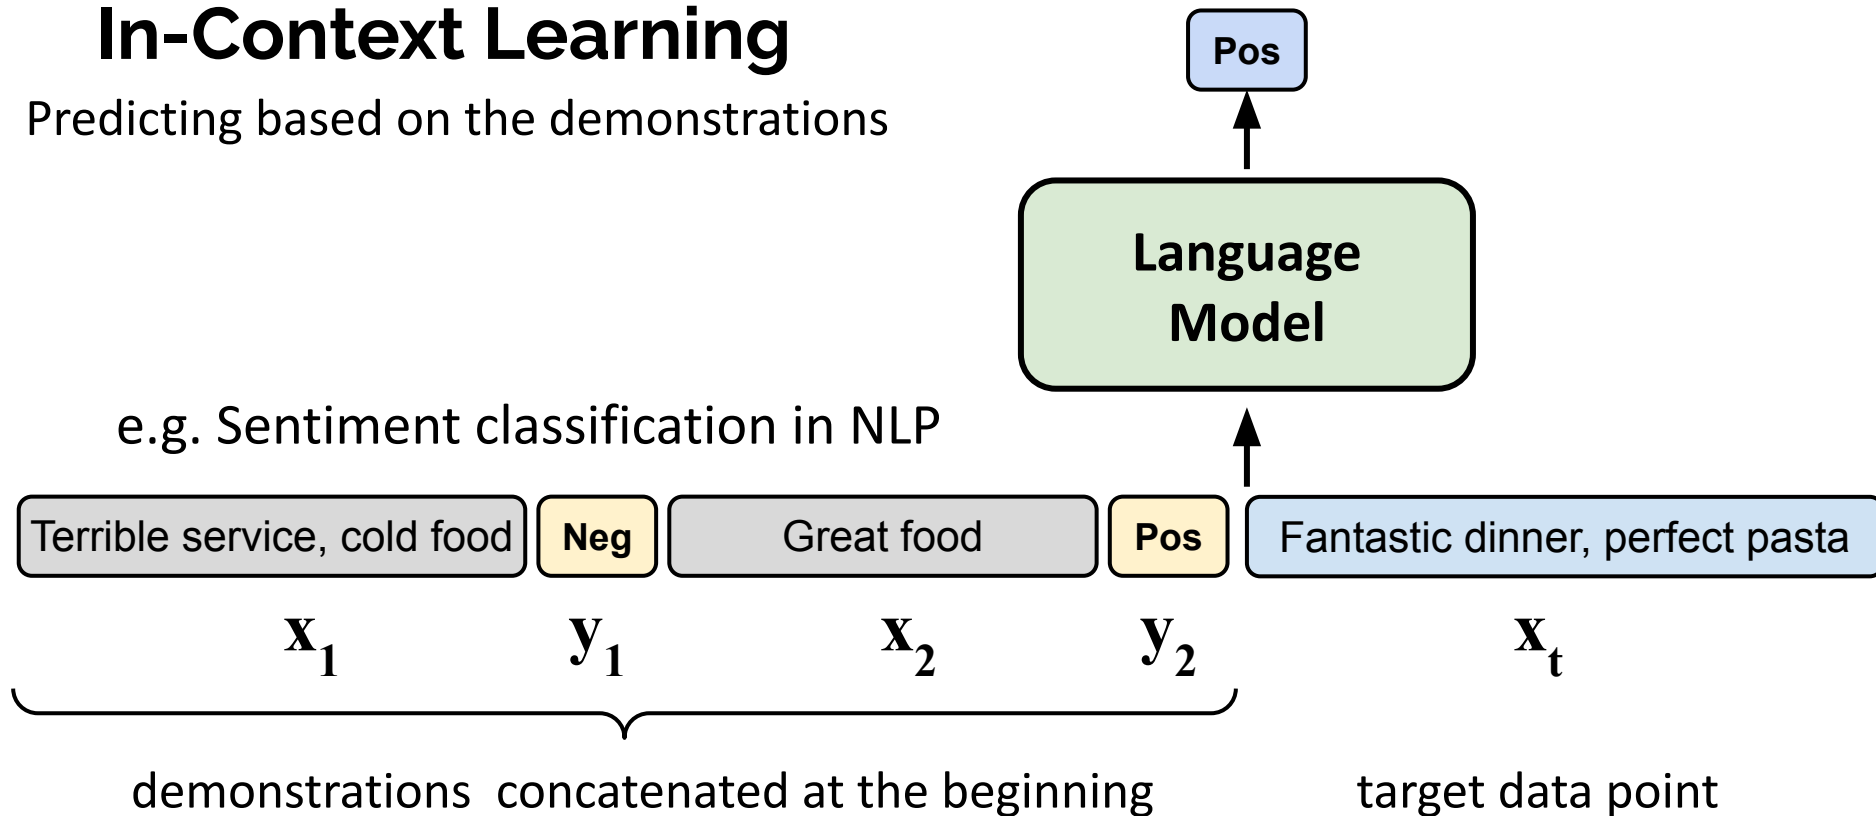 In-Context Learning
Predicting based on the demonstrations
Pos
Language
Model
e.g. Sentiment classification in NLP
Terrible service, cold food Neg Great food Pos Fantastic dinner, perfect pasta
x1 y1 x2 y2 xt
demonstrations concatenated at the beginning target data point